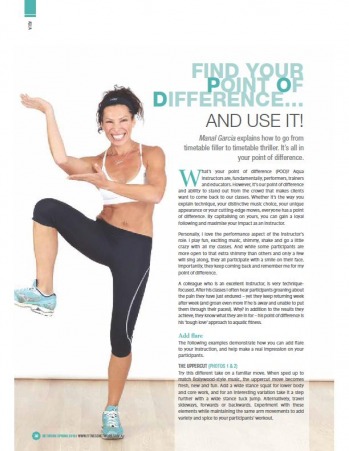 AQUA
FIND YOUR
POINT OF
DIFFERENCE...
AND USE IT!
Manal Garcia explains how to go from
timetable filler to timetable thriller. It's all in
your point of difference.
What's your point of difference (POD)? Aqua
instructors are, fundamentally, performers, trainers
and educators. However, it's our point of difference
and ability to stand out from the crowd that makes clients
want to come back to our classes. Whether it's the way you
explain technique, your distinctive music choice, your unique
appearance or your cutting-edge moves, everyone has a point
of difference. By capitalising on yours, you can gain a loyal
following and maximise your impact as an instructor.
Personally, I love the performance aspect of the instructor's
role. I play fun, exciting music, shimmy, shake and go a little
crazy with all my classes. And while some participants are
more open to that extra shimmy than others and only a few
will sing along, they all participate with a smile on their face.
Importantly, they keep coming back and remember me for my
point of difference.
A colleague who is an excellent instructor, is very technique-
focused. After his classes I often hear participants groaning about
the pain they have just endured – yet they keep returning week
after week (and groan even more if he is away and unable to put
them through their paces). Why? In addition to the results they
achieve, they know what they are in for – his point of difference is
his 'tough love' approach to aquatic fitness.
Add flare
The following examples demonstrate how you can add flare
to your instruction, and help make a real impression on your
participants.
THE UPPERCUT (PHOTOS 1 & 2)
Try this different take on a familiar move. When sped up to
match Bollywood-style music, the uppercut move becomes
fresh, new and fun. Add a wide stance squat for lower body
and core work, and for an interesting variation take it a step
further with a wide stance tuck jump. Alternatively, travel
sideways, forwards or backwards. Experiment with these
elements while maintaining the same arm movements to add
variety and spice to your participants' workout.